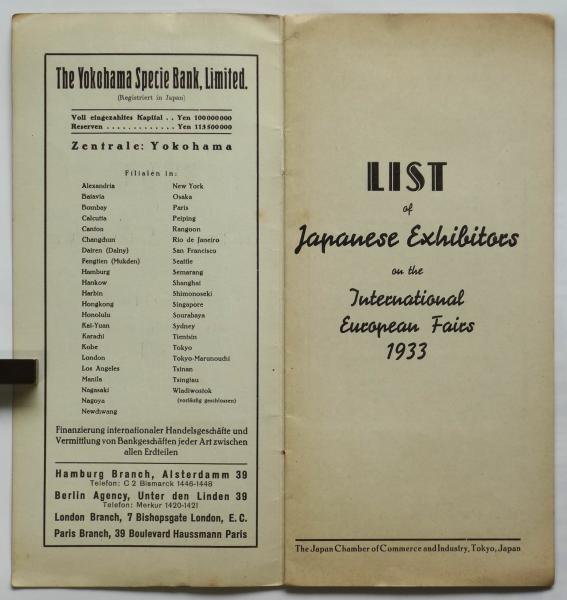 The Yokohama Specie Bank, Limited.
(Registriert in Japan)
Voll eingezahltes Kapital . . Yen 100 000 000
Reserven . . . . . . . . . . . . . Yen 113 500 000
Zentrale: Yokohama
Filialen in:
Alexandria
Batavia
Bombay
Calcutta
Canton
Changchun
Dairen (Dalny)
Fengtien (Mukden)
Hamburg
Hankow
Harbin
Hongkong
Honolulu
Kai-Yuan
Karachi
Kobe
London
Los Angeles
Manila
Nagasaki
Nagoya
Newchwang
New York
Osaka
Paris
Peiping
Rangoon
Rio de Janeiro
San Francisco
Seattle
Semarang
Shanghai
Shimonoseki
Singapore
Sourabaya
Sydney
Tientsin
Tokyo
Tokyo-Marunouchi
Tsinan
Tsingtau
Wladiwostok
(vorläufig geschlossen)
Finanzierung internationaler Handelsgeschäfte und
Vermittlung von Bankgeschäften jeder Art zwischen
allen Erdteilen
Hamburg Branch, Alsterdamm 39
Telefon: C 2 Bismarck 1446-1448
Berlin Agency, Unter den Linden 39
Telefon: Merkur 1420-1421
London Branch, 7 Bishopsgate London, E. C.
Paris Branch, 39 Boulevard Haussmann Paris
LIST
of
Japanese Exhibitors
on the
International
European Fairs
1933
The Japan Chamber of Commerce and Industry, Tokyo, Japan